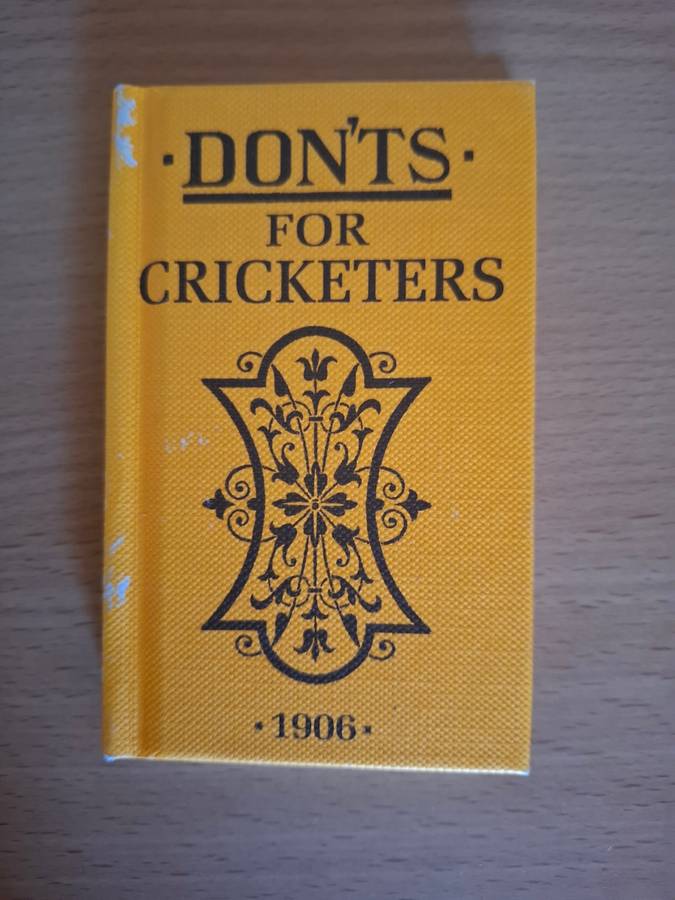 ·DON'TS·
FOR
CRICKETERS
·1906·